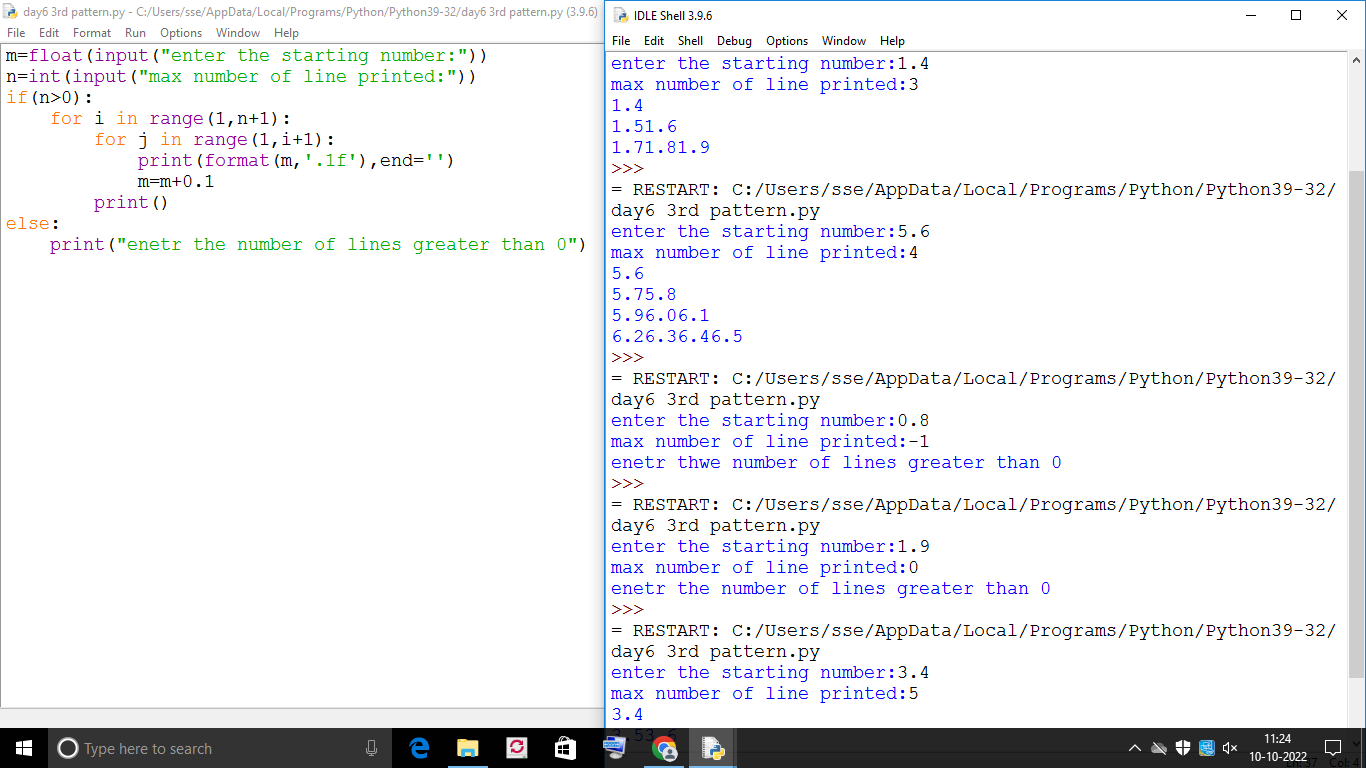 day6 3rd pattern.py - C:/Users/sse/AppData/Local/Programs/Python/Python39-32/day6 3rd pattern.py (3.9.6)
File Edit Format Run Options Window Help
m=float(input("enter the starting number:"))
n=int(input("max number of line printed:"))
if(n>0):
    for i in range(1,n+1):
        for j in range(1,i+1):
            print(format(m,'.1f'),end='')
            m=m+0.1
        print()
else:
    print("enetr the number of lines greater than 0")
IDLE Shell 3.9.6
File Edit Shell Debug Options Window Help
enter the starting number:1.4
max number of line printed:3
1.4
1.51.6
1.71.81.9
>>>
= RESTART: C:/Users/sse/AppData/Local/Programs/Python/Python39-32/
day6 3rd pattern.py
enter the starting number:5.6
max number of line printed:4
5.6
5.75.8
5.96.06.1
6.26.36.46.5
>>>
= RESTART: C:/Users/sse/AppData/Local/Programs/Python/Python39-32/
day6 3rd pattern.py
enter the starting number:0.8
max number of line printed:-1
enetr thwe number of lines greater than 0
>>>
= RESTART: C:/Users/sse/AppData/Local/Programs/Python/Python39-32/
day6 3rd pattern.py
enter the starting number:1.9
max number of line printed:0
enetr the number of lines greater than 0
>>>
= RESTART: C:/Users/sse/AppData/Local/Programs/Python/Python39-32/
day6 3rd pattern.py
enter the starting number:3.4
max number of line printed:5
3.4
Type here to search
11:24
10-10-2022